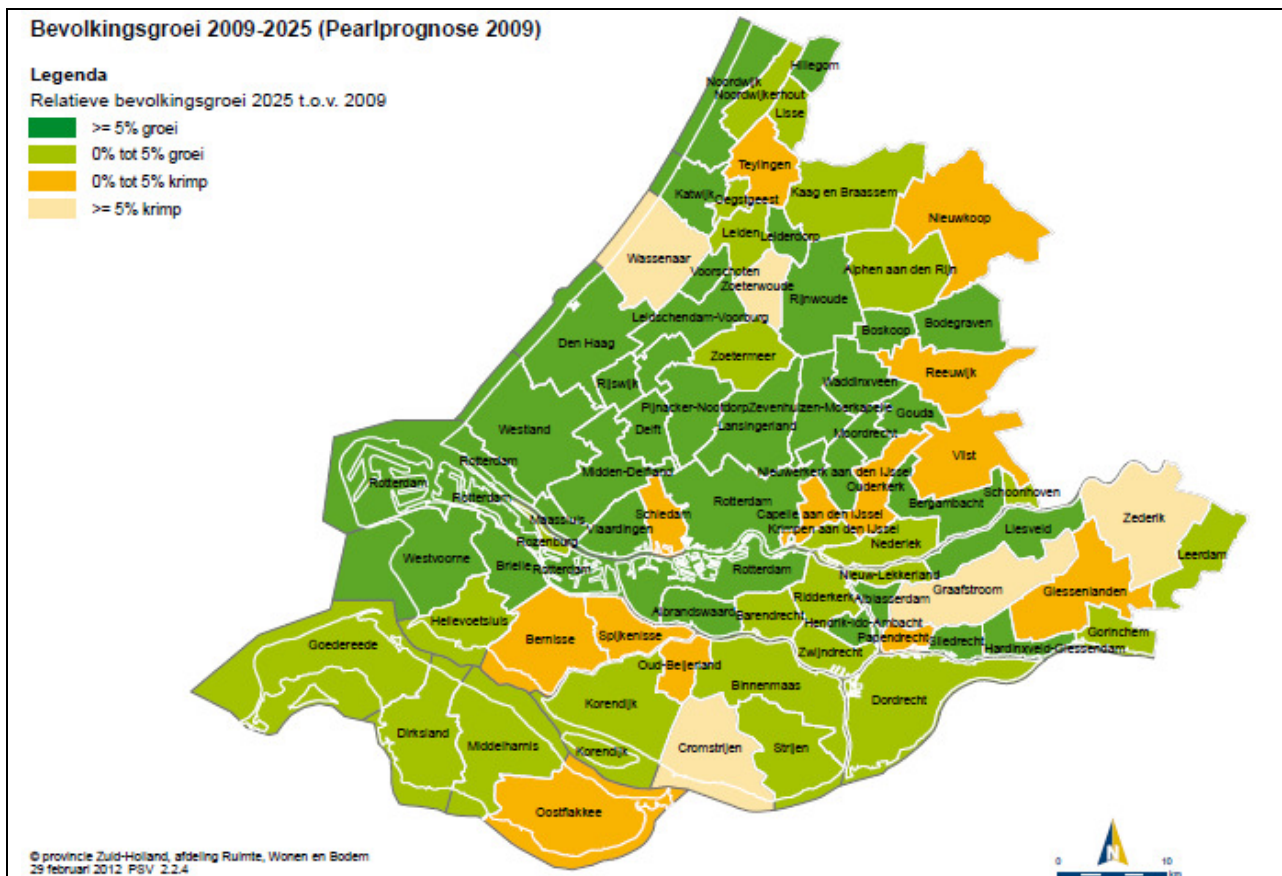 Bevolkingsgroei 2009-2025 (Pearlprognose 2009)
Legenda
Relatieve bevolkingsgroei 2025 t.o.v. 2009
>= 5% groei
0% tot 5% groei
0% tot 5% krimp
>= 5% krimp
Hillegom
Noordwijk
Noordwijkerhout
Lisse
Teylingen
Katwijk
Oegstgeest
Kaag en Braassem
Nieuwkoop
Leiden
Leiderdorp
Wassenaar
Voorschoten
Zoeterwoude
Rijnwoude
Alphen aan den Rijn
Leidschendam-Voorburg
Den Haag
Boskoop
Bodegraven
Zoetermeer
Reeuwijk
Rijswijk
Waddinxveen
Pijnacker-Nootdorp
Zevenhuizen-Moerkapelle
Gouda
Westland
Delft
Lansingerland
Moordrecht
Vlist
Rotterdam
Midden-Delfland
Nieuwerkerk aan den IJssel
Rotterdam
Ouderkerk
Rotterdam
Rotterdam
Bergambacht
Schoonhoven
Maassluis
Schiedam
Capelle aan den IJssel
Zederik
Vlaardingen
Krimpen aan den IJssel
Liesveld
Rozenburg
Nederlek
Leerdam
Westvoorne
Brielle
Rotterdam
Rotterdam
Nieuw-Lekkerland
Graafstroom
Giessenlanden
Hellevoetsluis
Albrandswaard
Barendrecht
Ridderkerk
Alblasserdam
Hendrik-Ido-Ambacht
Papendrecht
Sliedrecht
Gorinchem
Hardinxveld-Giessendam
Goedereede
Bernisse
Spijkenisse
Zwijndrecht
Oud-Beijerland
Binnenmaas
Dordrecht
Korendijk
Dirksland
Middelharnis
Korendijk
Cromstrijen
Strijen
Oostflakkee
N
0 10
km
© provincie Zuid-Holland, afdeling Ruimte, Wonen en Bodem
29 februari 2012 PSV 2.2.4